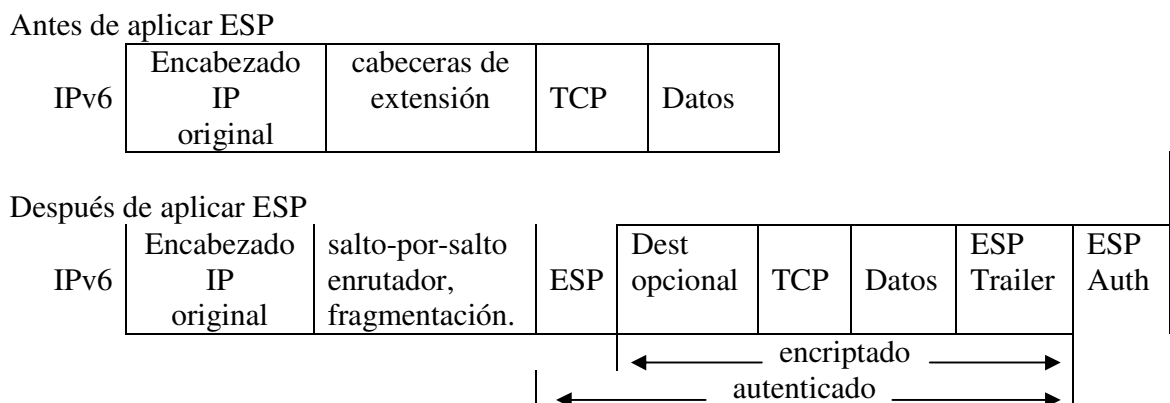 Antes de aplicar ESP
Encabezado cabeceras de
IPv6 IP extensión TCP Datos
original
Después de aplicar ESP
Encabezado salto-por-salto Dest ESP ESP
IPv6 IP enrutador, ESP opcional TCP Datos Trailer Auth
original fragmentación.
encriptado
autenticado